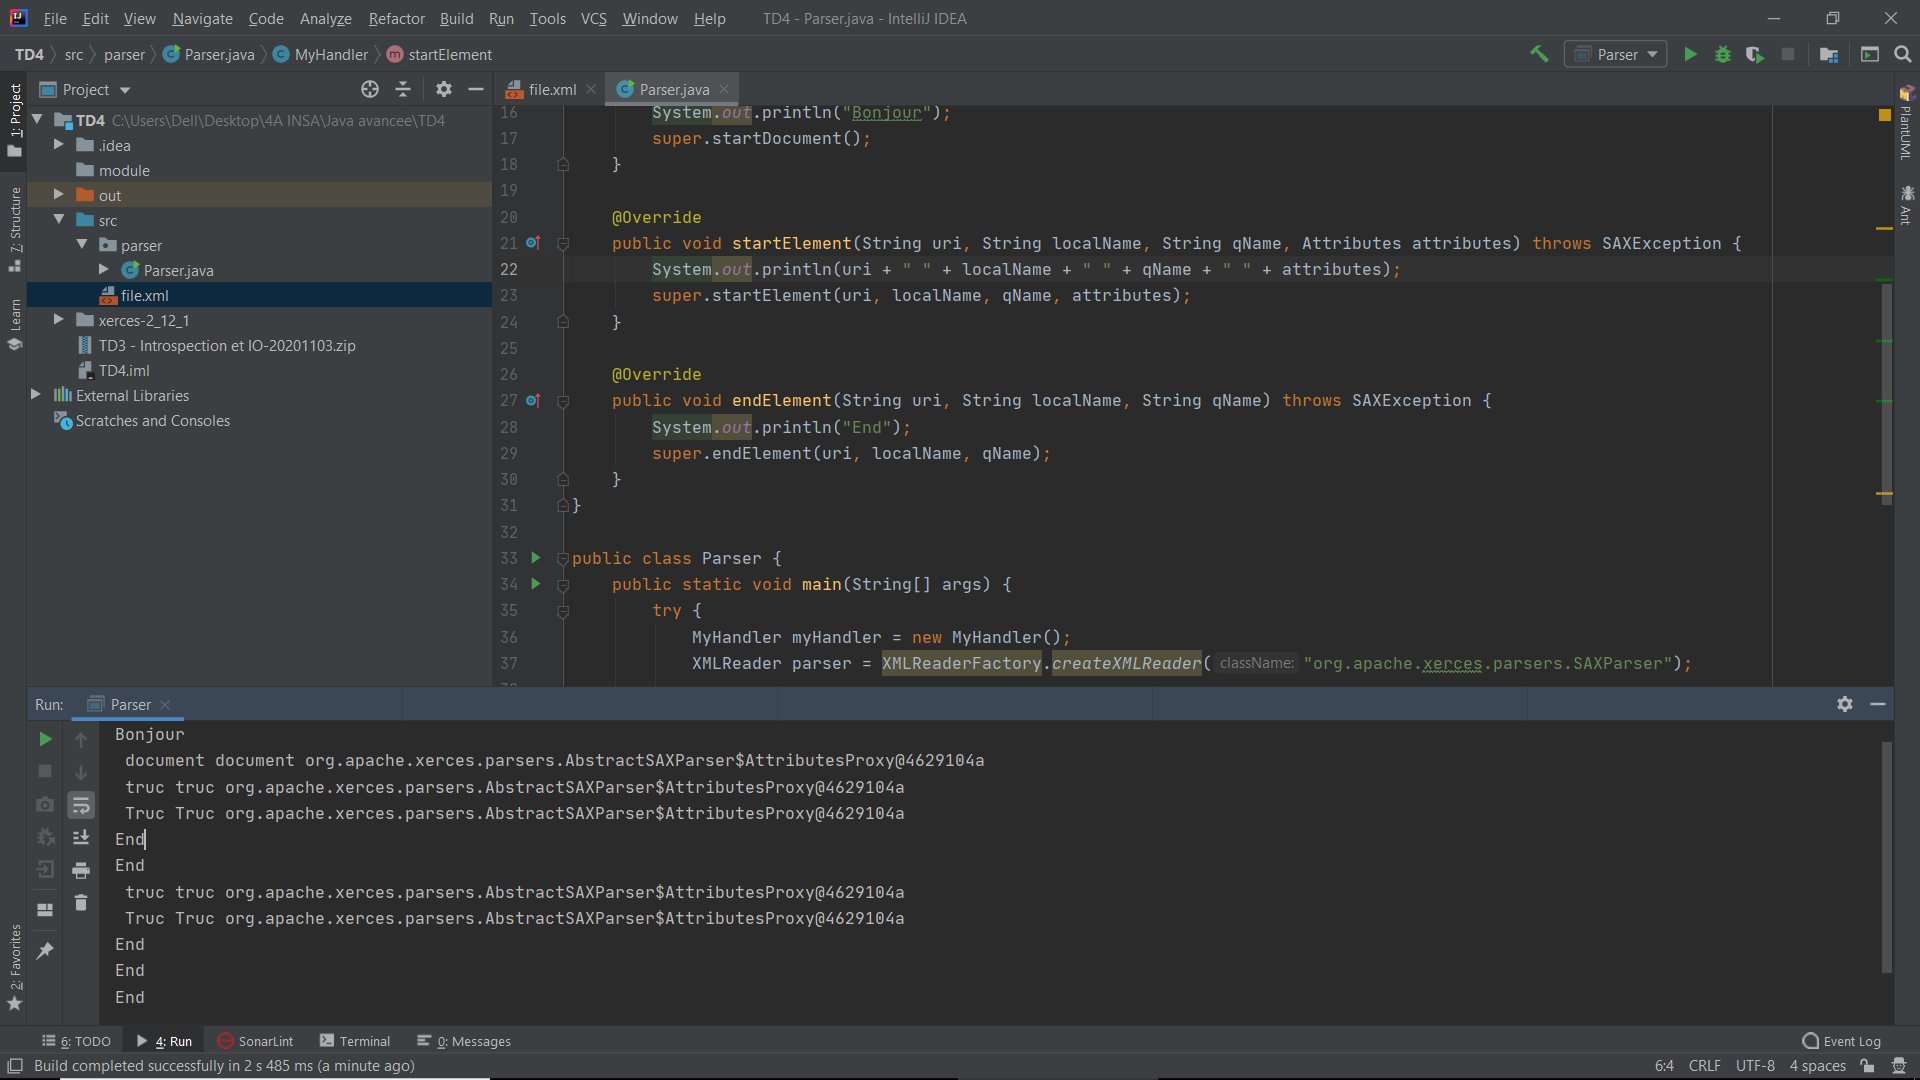 File Edit View Navigate Code Analyze Refactor Build Run Tools VCS Window Help TD4 - Parser.java - IntelliJ IDEA
TD4 src parser Parser.java MyHandler startElement Parser
Project
file.xml Parser.java
1: Project
7: Structure
Learn
2: Favorites
TD4 C:\Users\Dell\Desktop\4A INSA\Java avancee\TD4
.idea
module
out
src
parser
Parser.java
file.xml
xerces-2_12_1
TD3 - Introspection et IO-20201103.zip
TD4.iml
External Libraries
Scratches and Consoles
16 System.out.println("Bonjour");
17 super.startDocument();
18 }
19
20 @Override
21 public void startElement(String uri, String localName, String qName, Attributes attributes) throws SAXException {
22 System.out.println(uri + " " + localName + " " + qName + " " + attributes);
23 super.startElement(uri, localName, qName, attributes);
24 }
25
26 @Override
27 public void endElement(String uri, String localName, String qName) throws SAXException {
28 System.out.println("End");
29 super.endElement(uri, localName, qName);
30 }
31 }
32
33 public class Parser {
34 public static void main(String[] args) {
35 try {
36 MyHandler myHandler = new MyHandler();
37 XMLReader parser = XMLReaderFactory.createXMLReader( className: "org.apache.xerces.parsers.SAXParser");
PlantUML
Ant
Run: Parser
Bonjour
document document org.apache.xerces.parsers.AbstractSAXParser$AttributesProxy@4629104a
truc truc org.apache.xerces.parsers.AbstractSAXParser$AttributesProxy@4629104a
Truc Truc org.apache.xerces.parsers.AbstractSAXParser$AttributesProxy@4629104a
End
End
truc truc org.apache.xerces.parsers.AbstractSAXParser$AttributesProxy@4629104a
Truc Truc org.apache.xerces.parsers.AbstractSAXParser$AttributesProxy@4629104a
End
End
End
6: TODO 4: Run SonarLint Terminal 0: Messages Event Log
Build completed successfully in 2 s 485 ms (a minute ago) 6:4 CRLF UTF-8 4 spaces